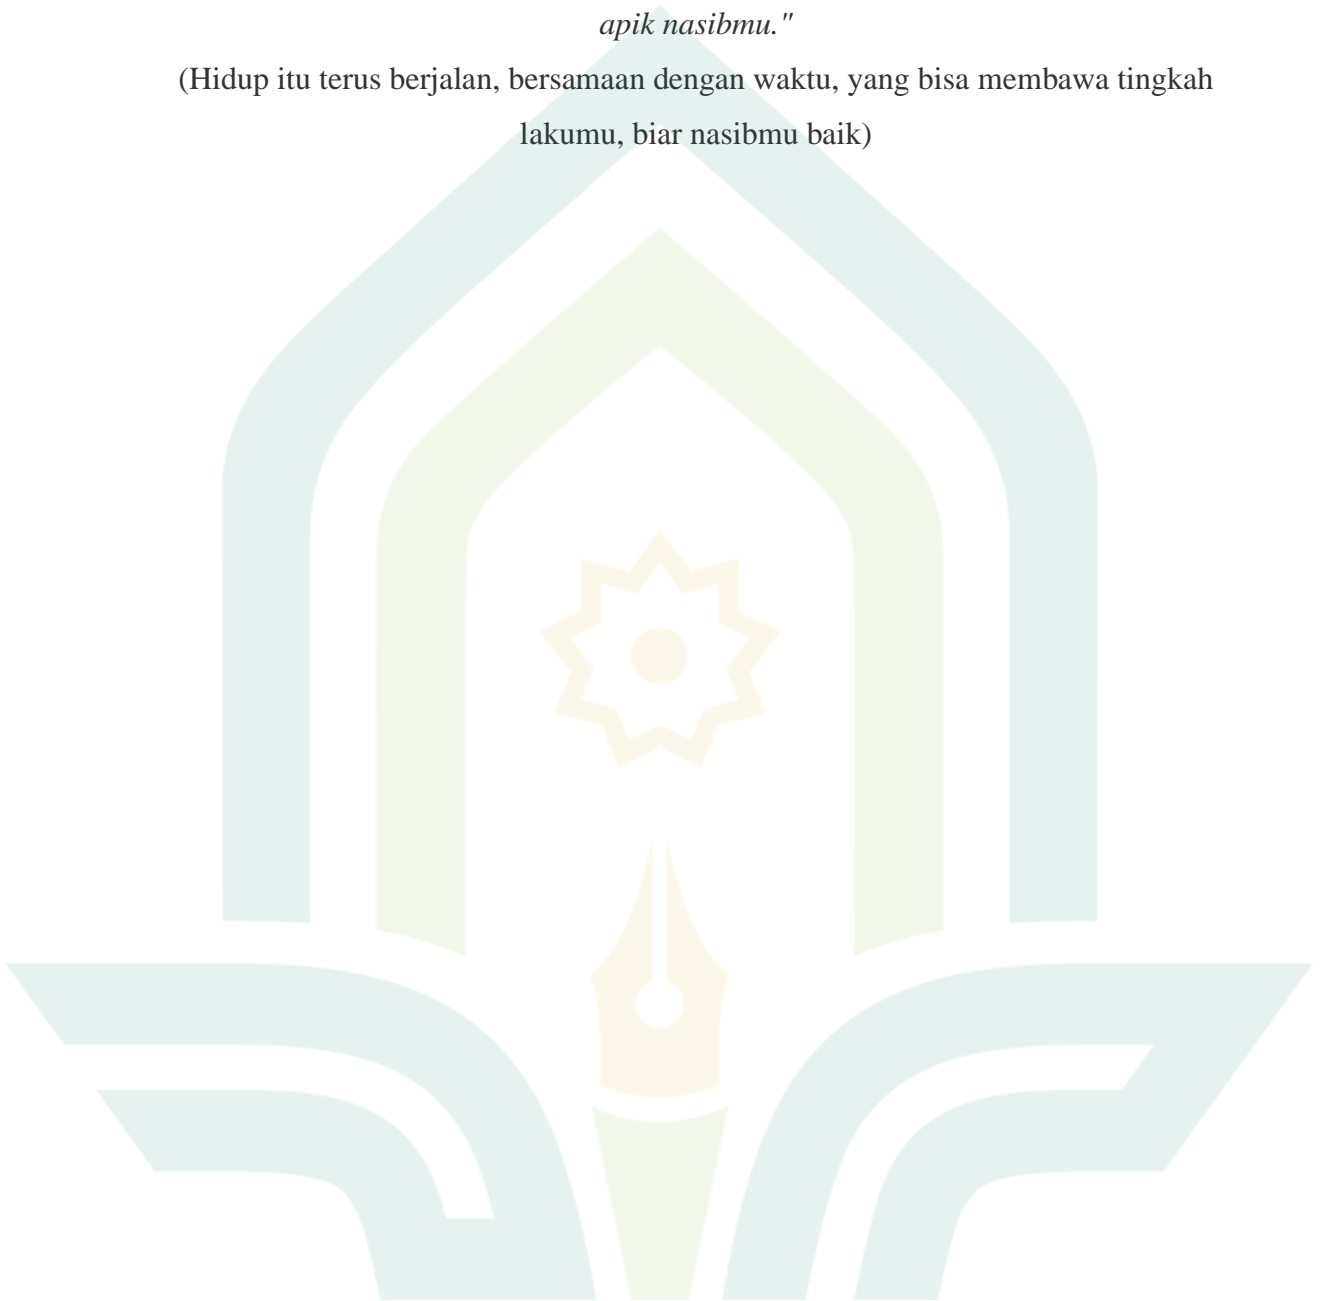 apik nasibmu."
(Hidup itu terus berjalan, bersamaan dengan waktu, yang bisa membawa tingkah
lakumu, biar nasibmu baik)